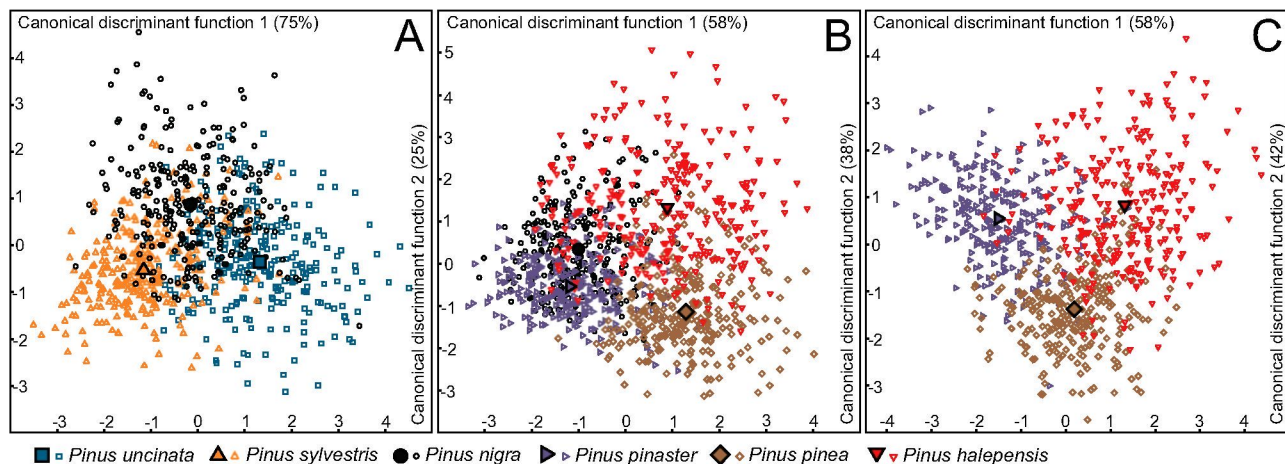 Canonical discriminant function 1 (75%)
A
4
3
2
1
0
-1
-2
-3
-3 -2 -1 0 1 2 3 4
Canonical discriminant function 2 (25%)
Canonical discriminant function 1 (58%)
B
5
4
3
2
1
0
-1
-2
-3
-3 -2 -1 0 1 2 3 4
Canonical discriminant function 2 (38%)
Canonical discriminant function 1 (58%)
C
4
3
2
1
0
-1
-2
-3
-4 -3 -2 -1 0 1 2 3 4
Canonical discriminant function 2 (42%)
Pinus uncinata Pinus sylvestris Pinus nigra Pinus pinaster Pinus pinea Pinus halepensis